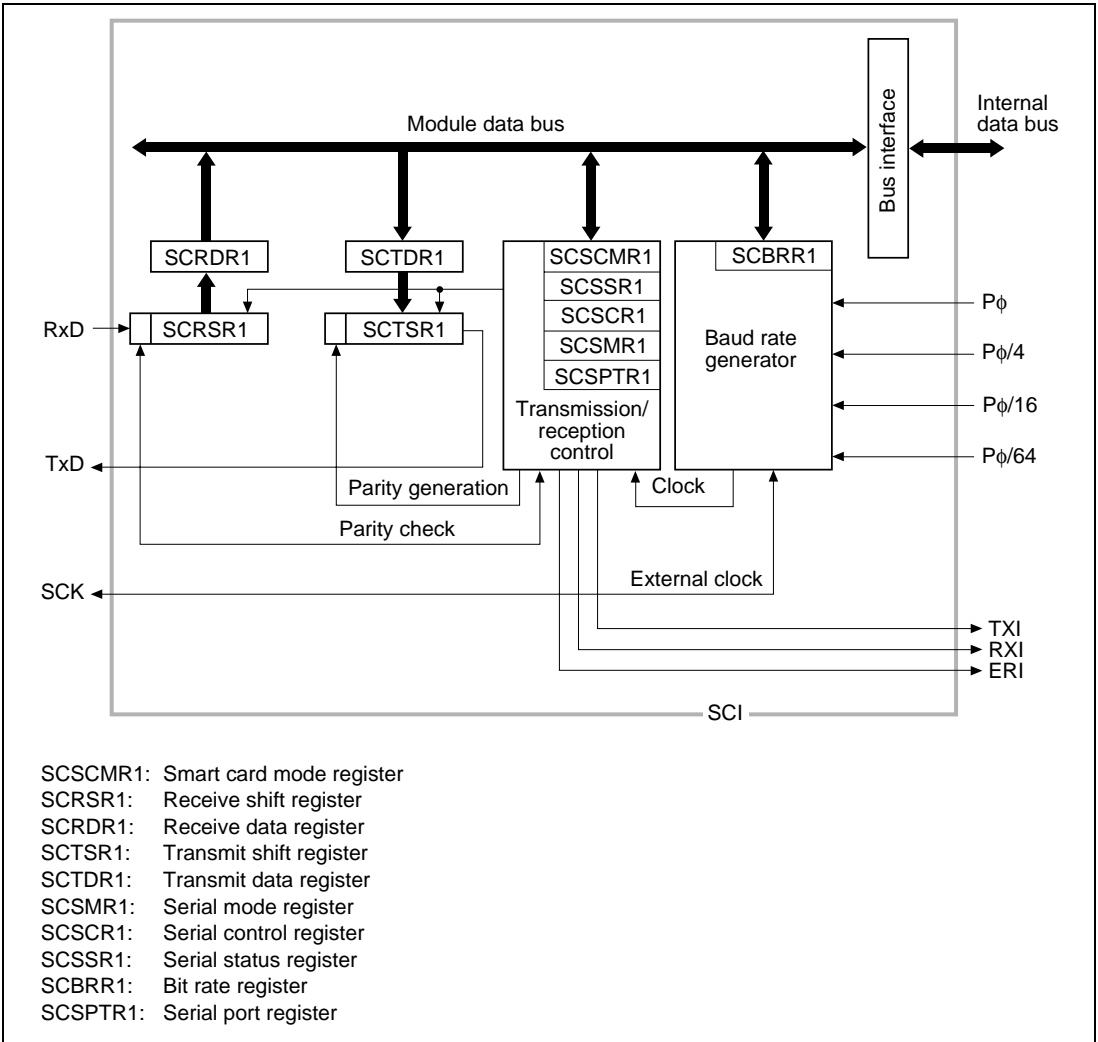 Module data bus
Bus interface
Internal
data bus
SCRDR1
SCTDR1
SCSCMR1
SCSSR1
SCSCR1
SCSMR1
SCSPTR1
Transmission/
reception
control
SCBRR1
Baud rate
generator
Pϕ
Pϕ/4
Pϕ/16
Pϕ/64
RxD
SCRSR1
SCTSR1
TxD
Parity generation
Clock
Parity check
SCK
External clock
TXI
RXI
ERI
SCI
SCSCMR1: Smart card mode register
SCRSR1: Receive shift register
SCRDR1: Receive data register
SCTSR1: Transmit shift register
SCTDR1: Transmit data register
SCSMR1: Serial mode register
SCSCR1: Serial control register
SCSSR1: Serial status register
SCBRR1: Bit rate register
SCSPTR1: Serial port register